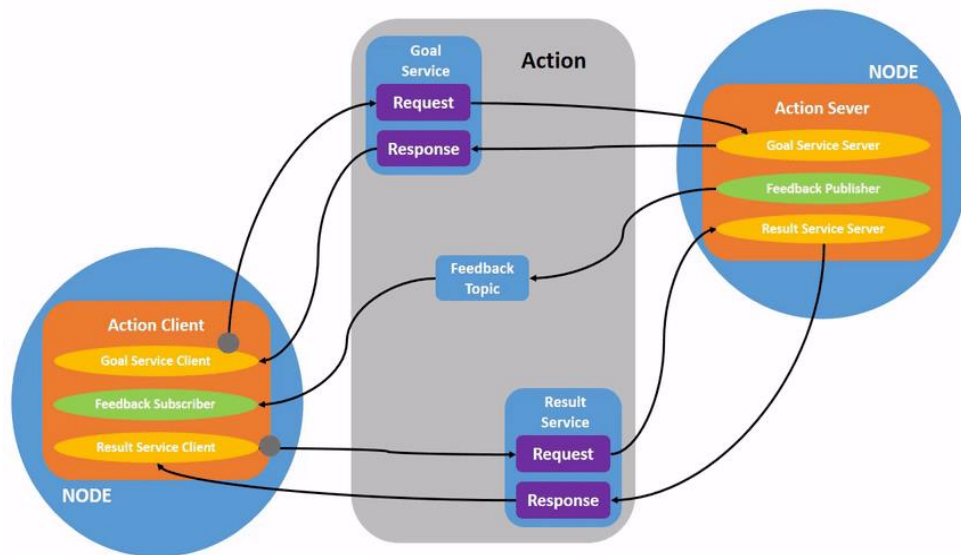 Goal
Service
Request
Response
Action
NODE
Action Sever
Goal Service Server
Feedback Publisher
Result Service Server
Feedback
Topic
Action Client
Goal Service Client
Feedback Subscriber
Result Service Client
NODE
Result
Service
Request
Response